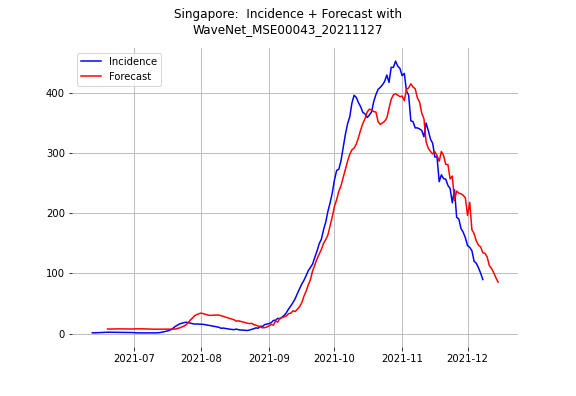 Singapore:  Incidence + Forecast with
WaveNet_MSE00043_20211127
Incidence
Forecast
400
300
200
100
0
2021-07
2021-08
2021-09
2021-10
2021-11
2021-12